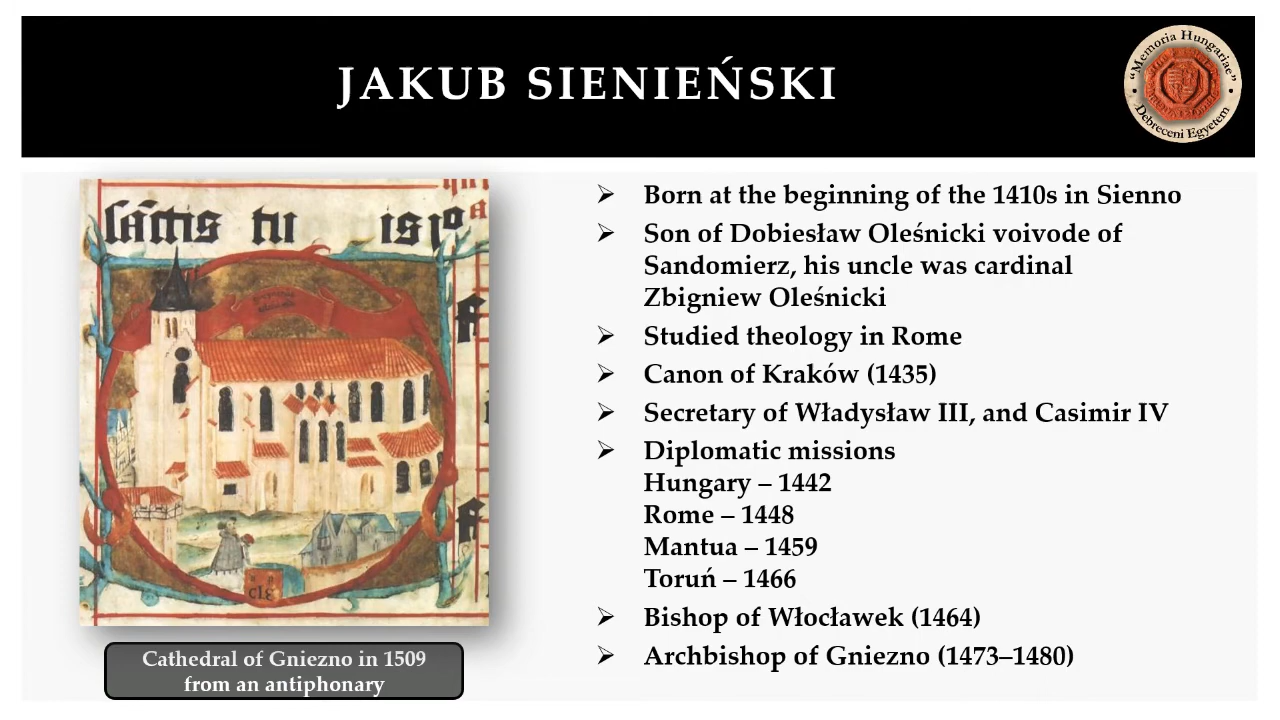 JAKUB SIENIEŃSKI
"Memoria Hungariae"
Debreceni Egyetem
Cathedral of Gniezno in 1509
from an antiphonary
Born at the beginning of the 1410s in Sienno
Son of Dobiesław Oleśnicki voivode of
Sandomierz, his uncle was cardinal
Zbigniew Oleśnicki
Studied theology in Rome
Canon of Kraków (1435)
Secretary of Władysław III, and Casimir IV
Diplomatic missions
Hungary – 1442
Rome – 1448
Mantua – 1459
Toruń – 1466
Bishop of Włocławek (1464)
Archbishop of Gniezno (1473–1480)